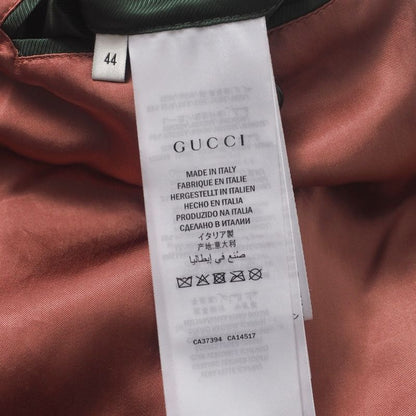 44
GUCCI
MADE IN ITALY
FABRIQUE EN ITALIE
HERGESTELLT IN ITALIEN
HECHO EN ITALIA
PRODUZIDO NA ITALIA
СДЕЛАНО В ИТАЛИИ
イタリア製
产地:意大利
صنع في إيطاليا
CA37394 CA14517